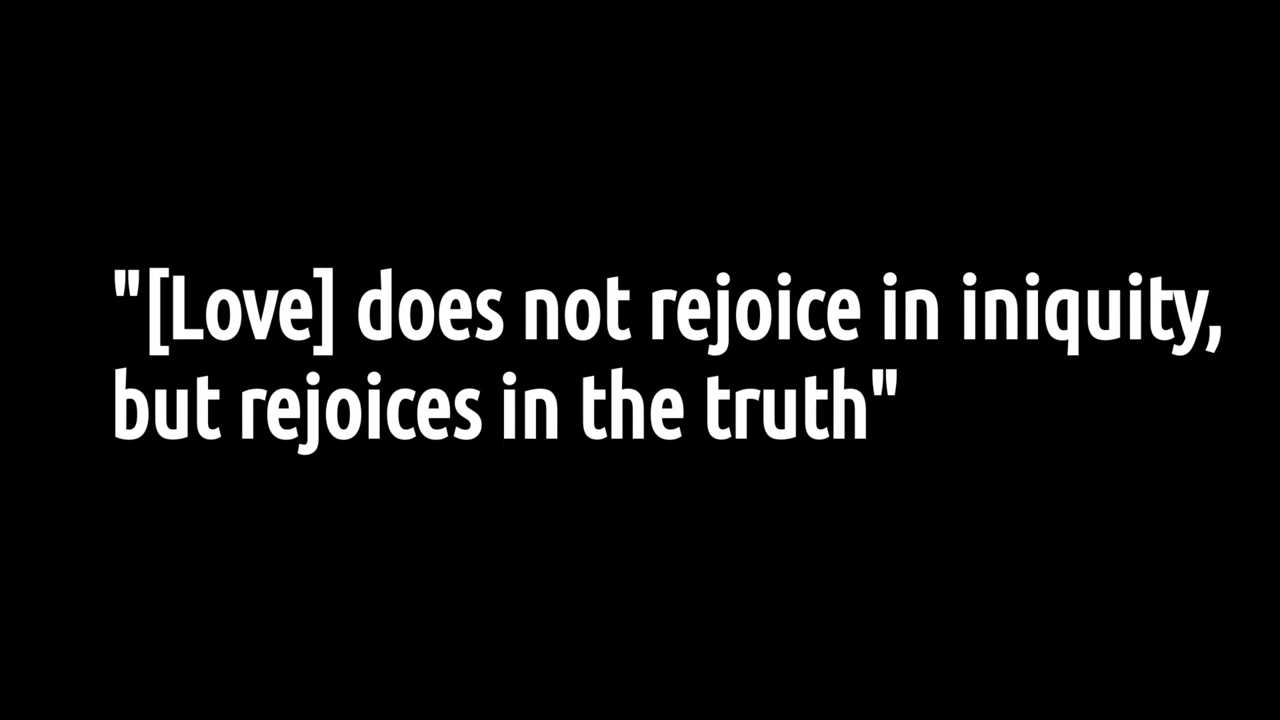 "[Love] does not rejoice in iniquity,
but rejoices in the truth"